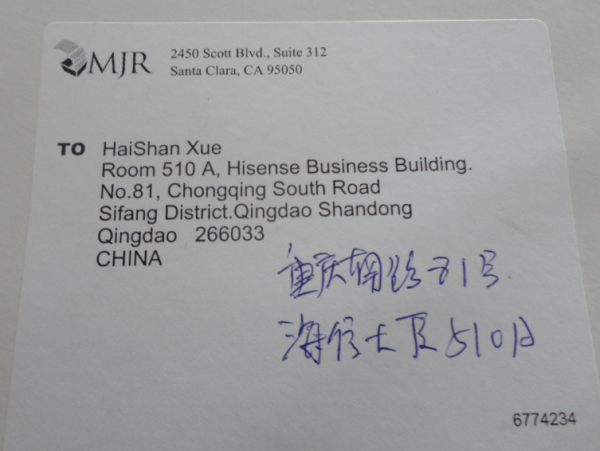 MJR
2450 Scott Blvd., Suite 312
Santa Clara, CA 95050
TO HaiShan Xue
Room 510 A, Hisense Business Building.
No.81, Chongqing South Road
Sifang District.Qingdao Shandong
Qingdao 266033
CHINA
重庆南路81号.
海信大厦510A
6774234